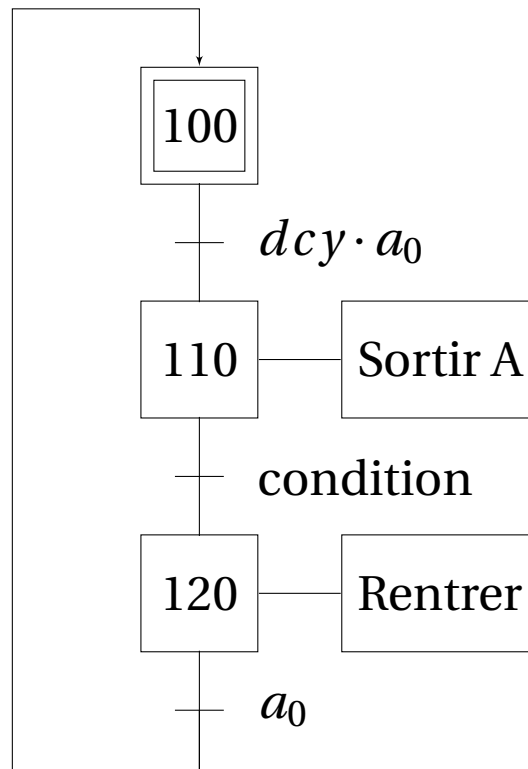 100
dcy · a₀
110 Sortir A
condition
120 Rentrer
a₀